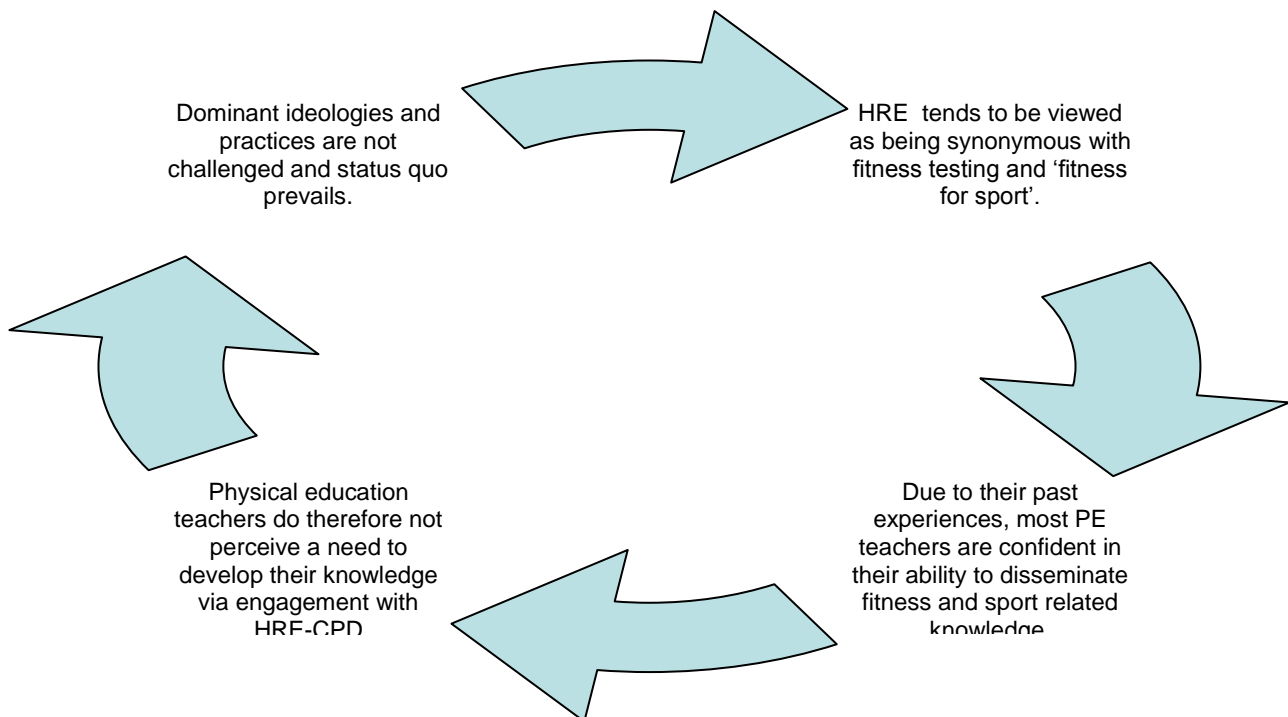 Dominant ideologies and
practices are not
challenged and status quo
prevails.
HRE tends to be viewed
as being synonymous with
fitness testing and ‘fitness
for sport’.
Due to their past
experiences, most PE
teachers are confident in
their ability to disseminate
fitness and sport related
knowledge
Physical education
teachers do therefore not
perceive a need to
develop their knowledge
via engagement with
HRE-CPD